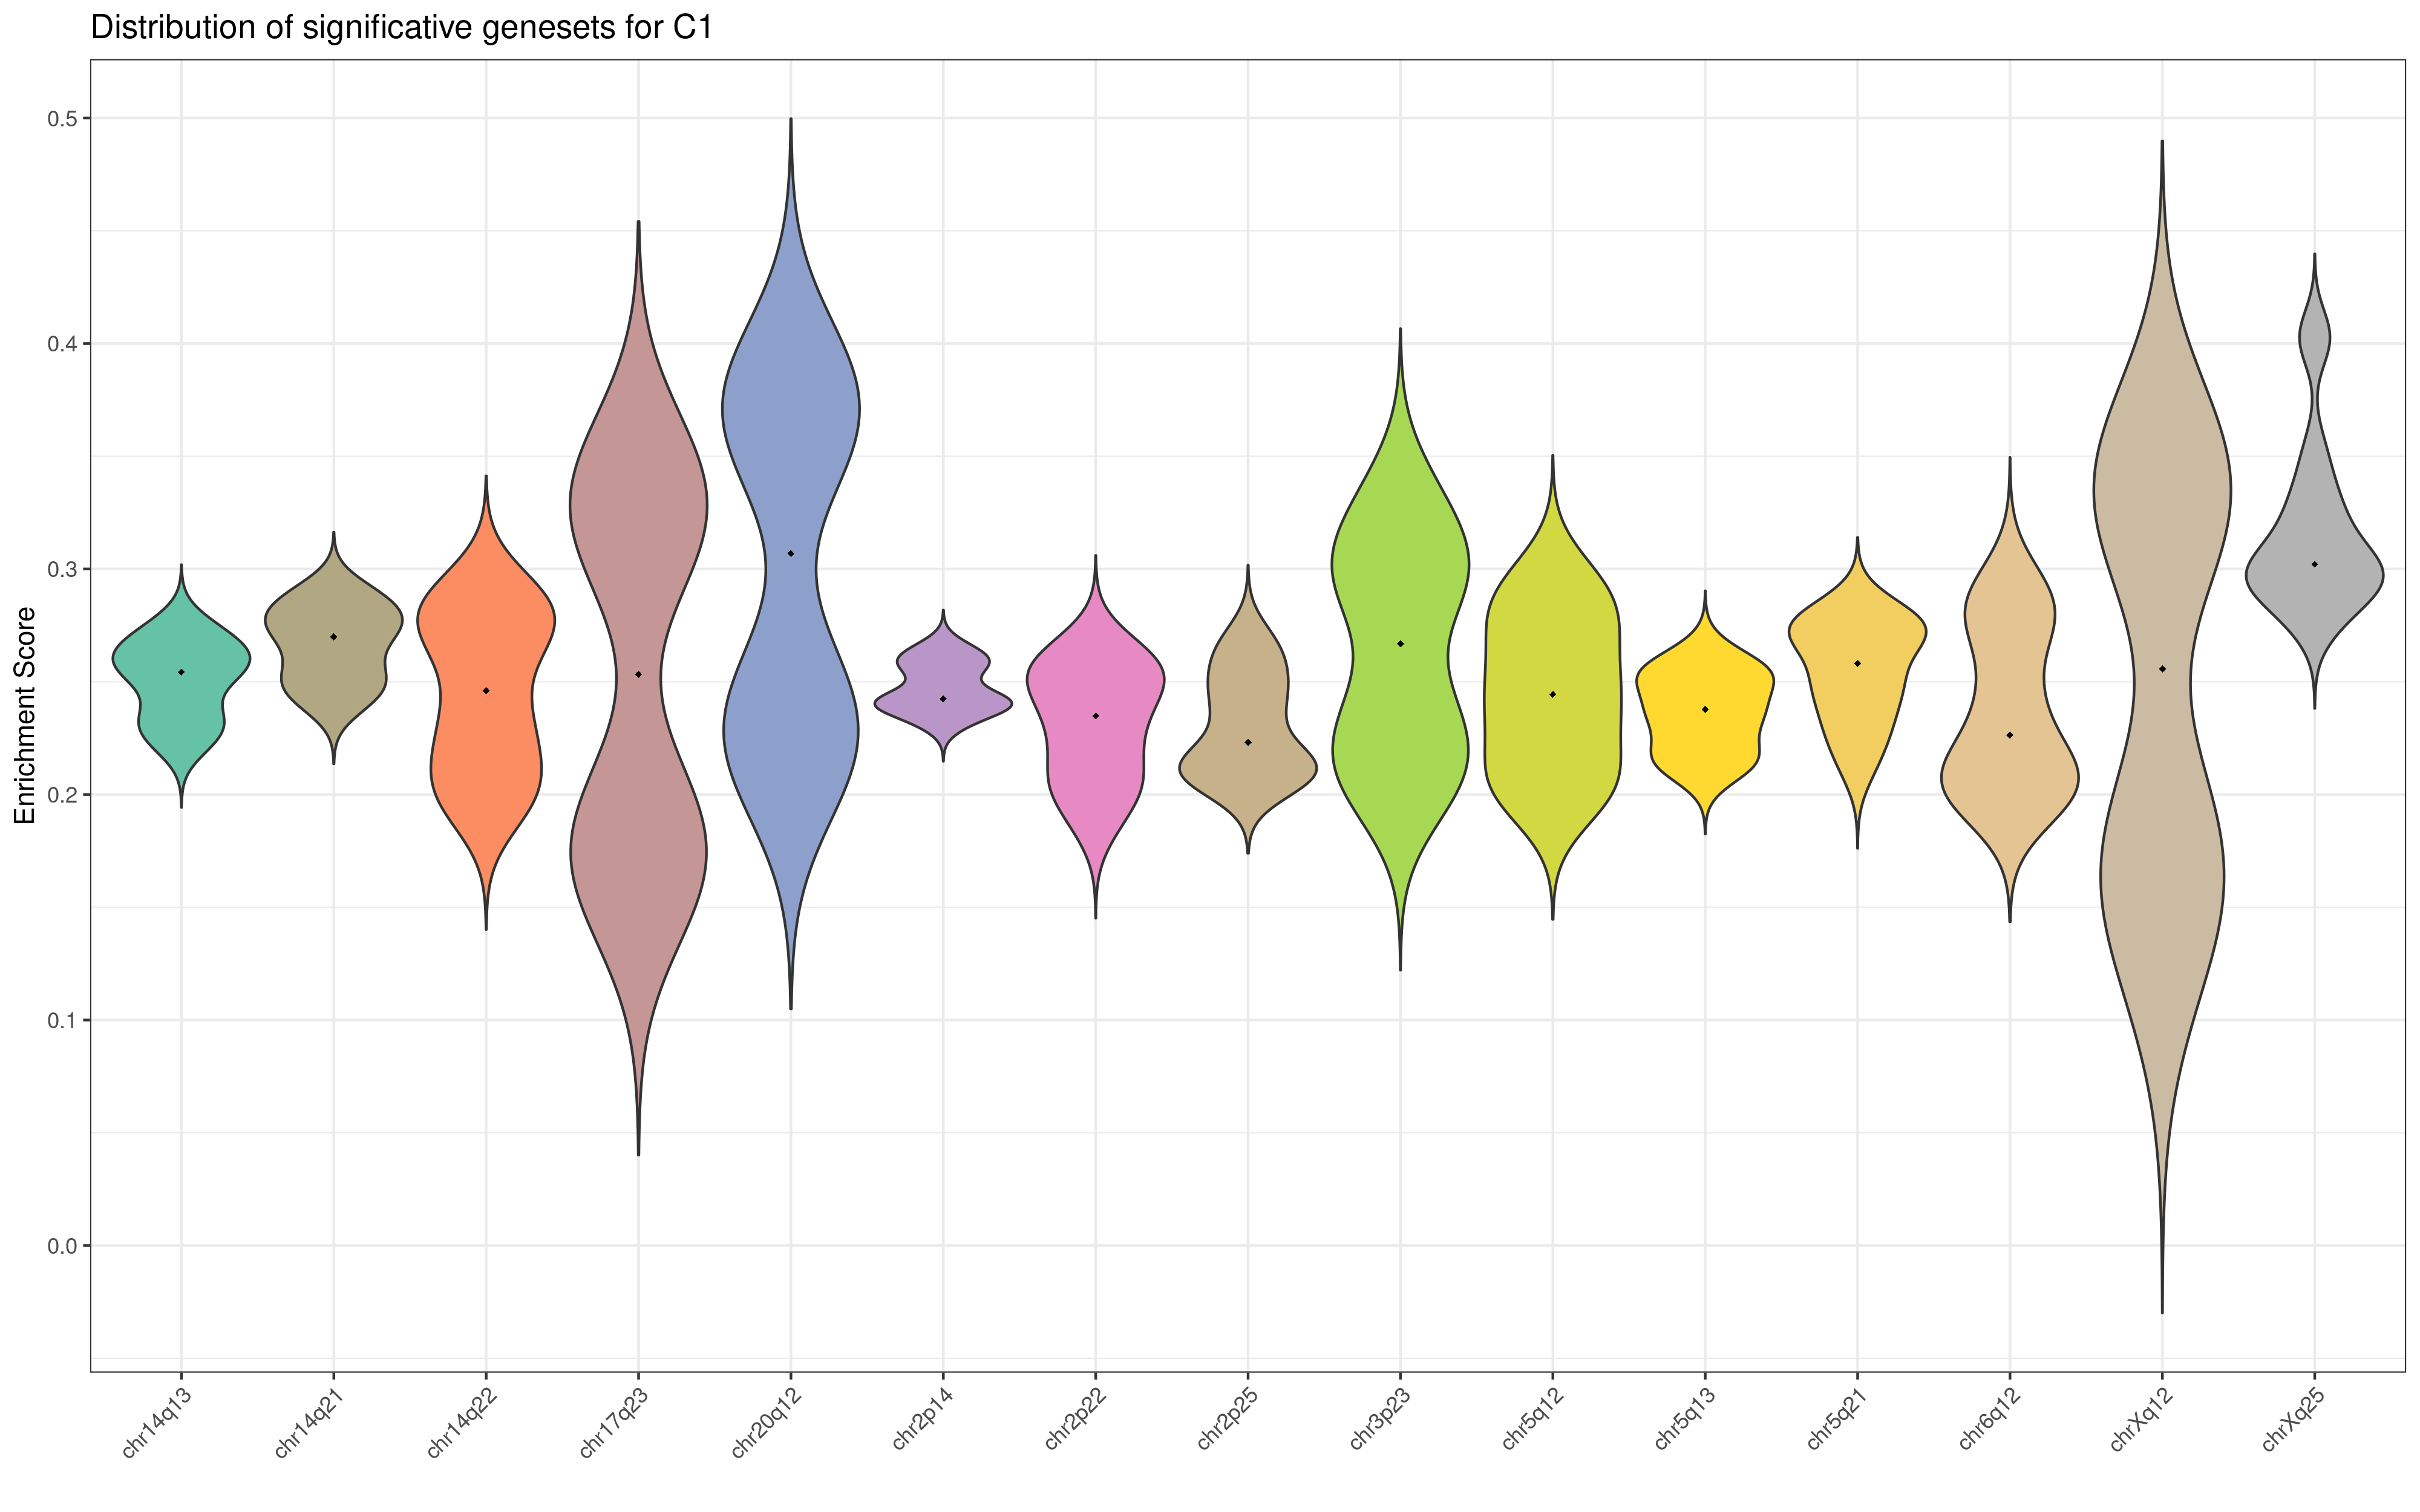 Distribution of significative genesets for C1
Enrichment Score
0.5
0.4
0.3
0.2
0.1
0.0
chr14q13
chr14q21
chr14q22
chr17q23
chr20q12
chr2p14
chr2p22
chr2p25
chr3p23
chr5q12
chr5q13
chr5q21
chr6q12
chrXq12
chrXq25